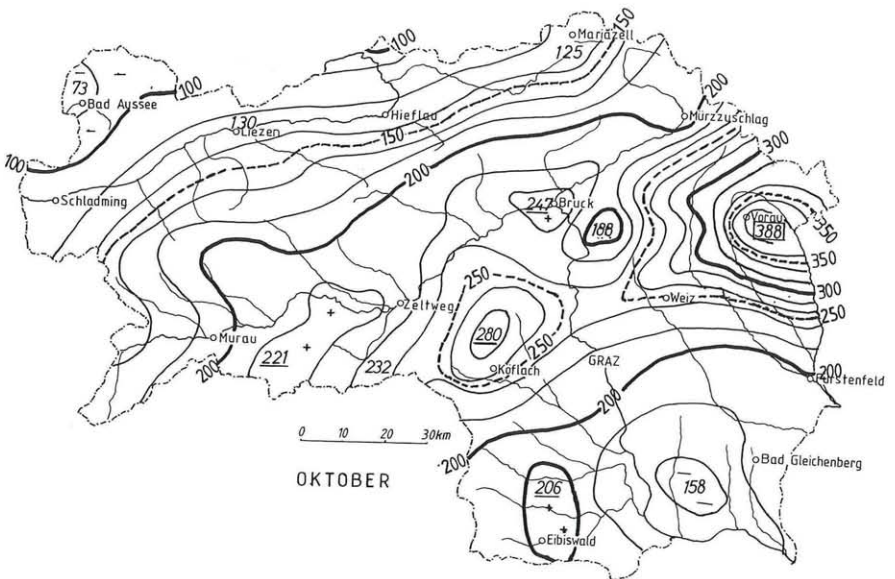 100
150
Mariazell
125
73
100
Bad Aussee
200
130
Liezen
Hieflau
150
Mürzzuschlag
100
200
300
Schladming
247
Bruck
188
Vorau
388
350
350
250
300
Weiz
250
Zeltweg
280
Murau
221
250
232
GRAZ
200
Köflach
200
Fürstenfeld
200
0 10 20 30km
200
Bad Gleichenberg
OKTOBER
206
158
Eibiswald